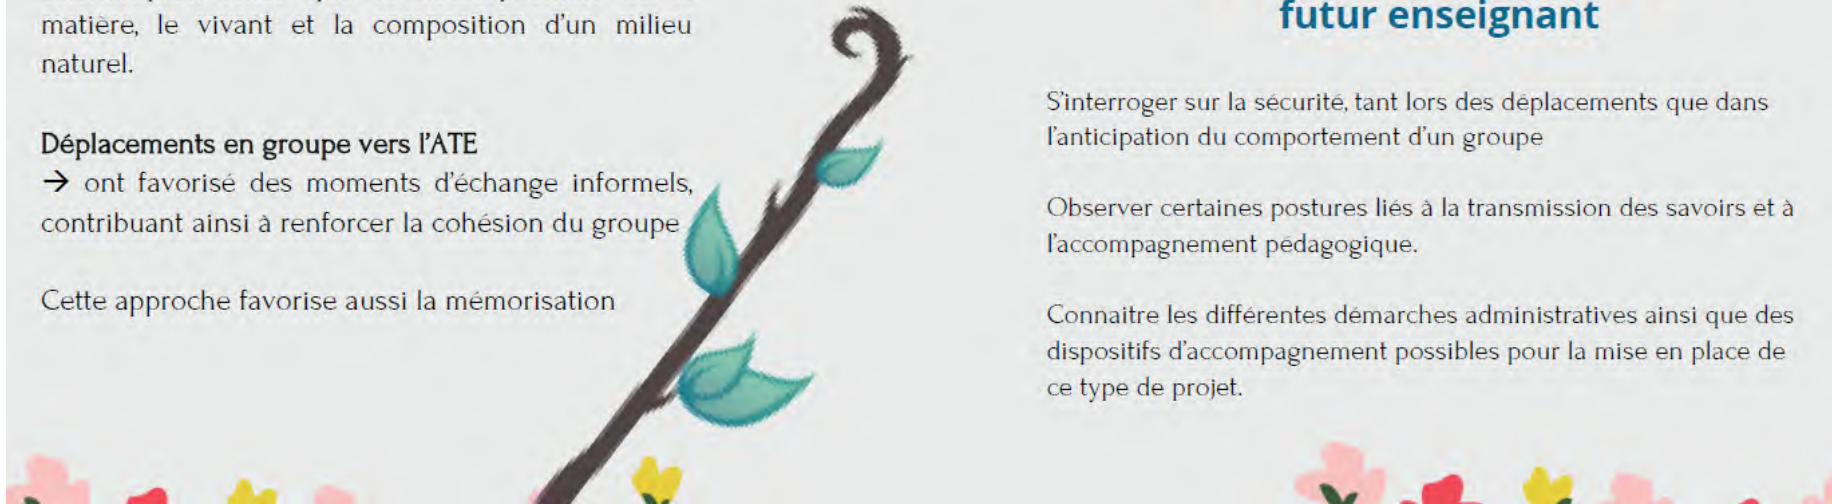 matière, le vivant et la composition d'un milieu
naturel.
Déplacements en groupe vers l'ATE
→ ont favorisé des moments d'échange informels,
contribuant ainsi à renforcer la cohésion du groupe
Cette approche favorise aussi la mémorisation
futur enseignant
S'interroger sur la sécurité, tant lors des déplacements que dans
l'anticipation du comportement d'un groupe
Observer certaines postures liés à la transmission des savoirs et à
l'accompagnement pédagogique.
Connaitre les différentes démarches administratives ainsi que des
dispositifs d'accompagnement possibles pour la mise en place de
ce type de projet.